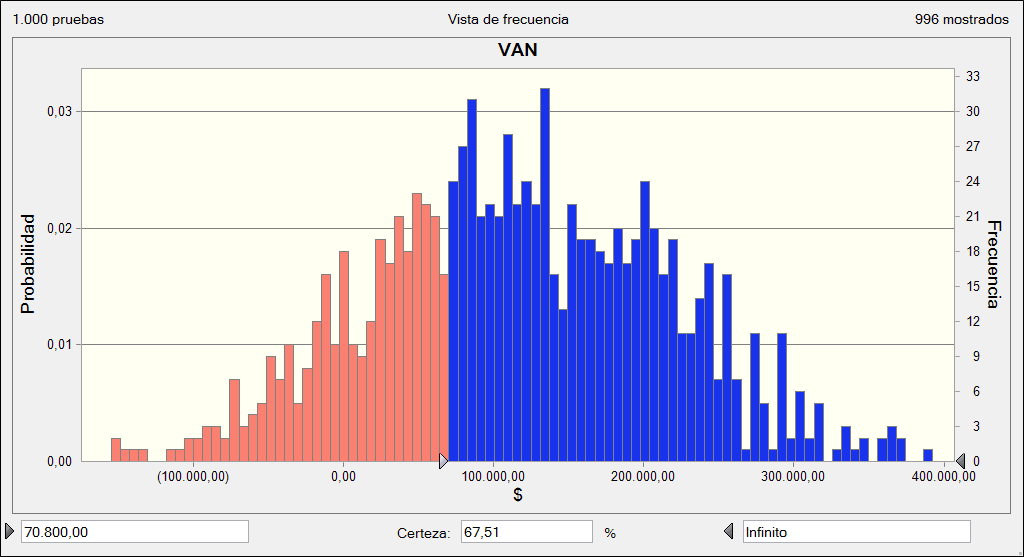 1.000 pruebas Vista de frecuencia 996 mostrados
VAN
Probabilidad
0,03
0,02
0,01
0,00
33
30
27
24
21
18
15
12
9
6
3
0
Frecuencia
(100.000,00) 0,00 100.000,00 200.000,00 300.000,00 400.000,00
$
70.800,00 Certeza: 67,51 % Infinito